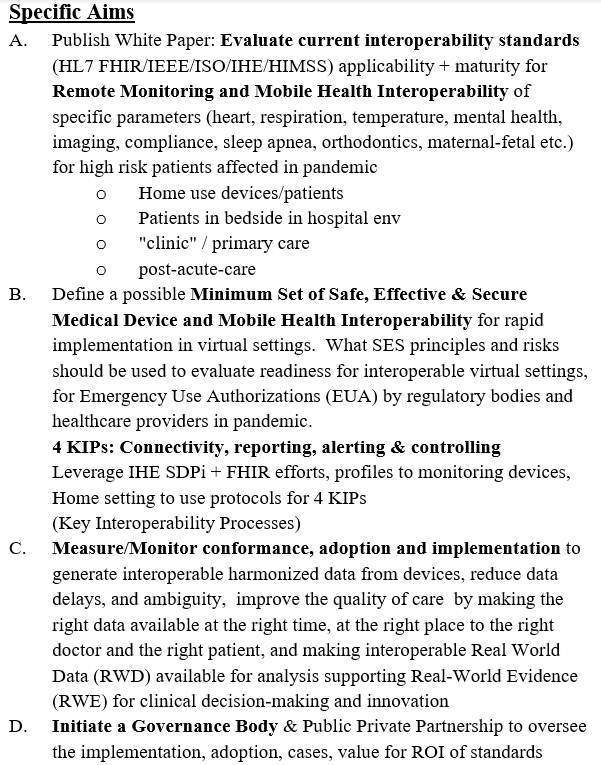 Specific Aims
A. Publish White Paper: Evaluate current interoperability standards
(HL7 FHIR/IEEE/ISO/IHE/HIMSS) applicability + maturity for
Remote Monitoring and Mobile Health Interoperability of
specific parameters (heart, respiration, temperature, mental health,
imaging, compliance, sleep apnea, orthodontics, maternal-fetal etc.)
for high risk patients affected in pandemic
o Home use devices/patients
o Patients in bedside in hospital env
o "clinic" / primary care
o post-acute-care
B. Define a possible Minimum Set of Safe, Effective & Secure
Medical Device and Mobile Health Interoperability for rapid
implementation in virtual settings. What SES principles and risks
should be used to evaluate readiness for interoperable virtual settings,
for Emergency Use Authorizations (EUA) by regulatory bodies and
healthcare providers in pandemic.
4 KIPs: Connectivity, reporting, alerting & controlling
Leverage IHE SDPi + FHIR efforts, profiles to monitoring devices,
Home setting to use protocols for 4 KIPs
(Key Interoperability Processes)
C. Measure/Monitor conformance, adoption and implementation to
generate interoperable harmonized data from devices, reduce data
delays, and ambiguity, improve the quality of care by making the
right data available at the right time, at the right place to the right
doctor and the right patient, and making interoperable Real World
Data (RWD) available for analysis supporting Real-World Evidence
(RWE) for clinical decision-making and innovation
D. Initiate a Governance Body & Public Private Partnership to oversee
the implementation, adoption, cases, value for ROI of standards